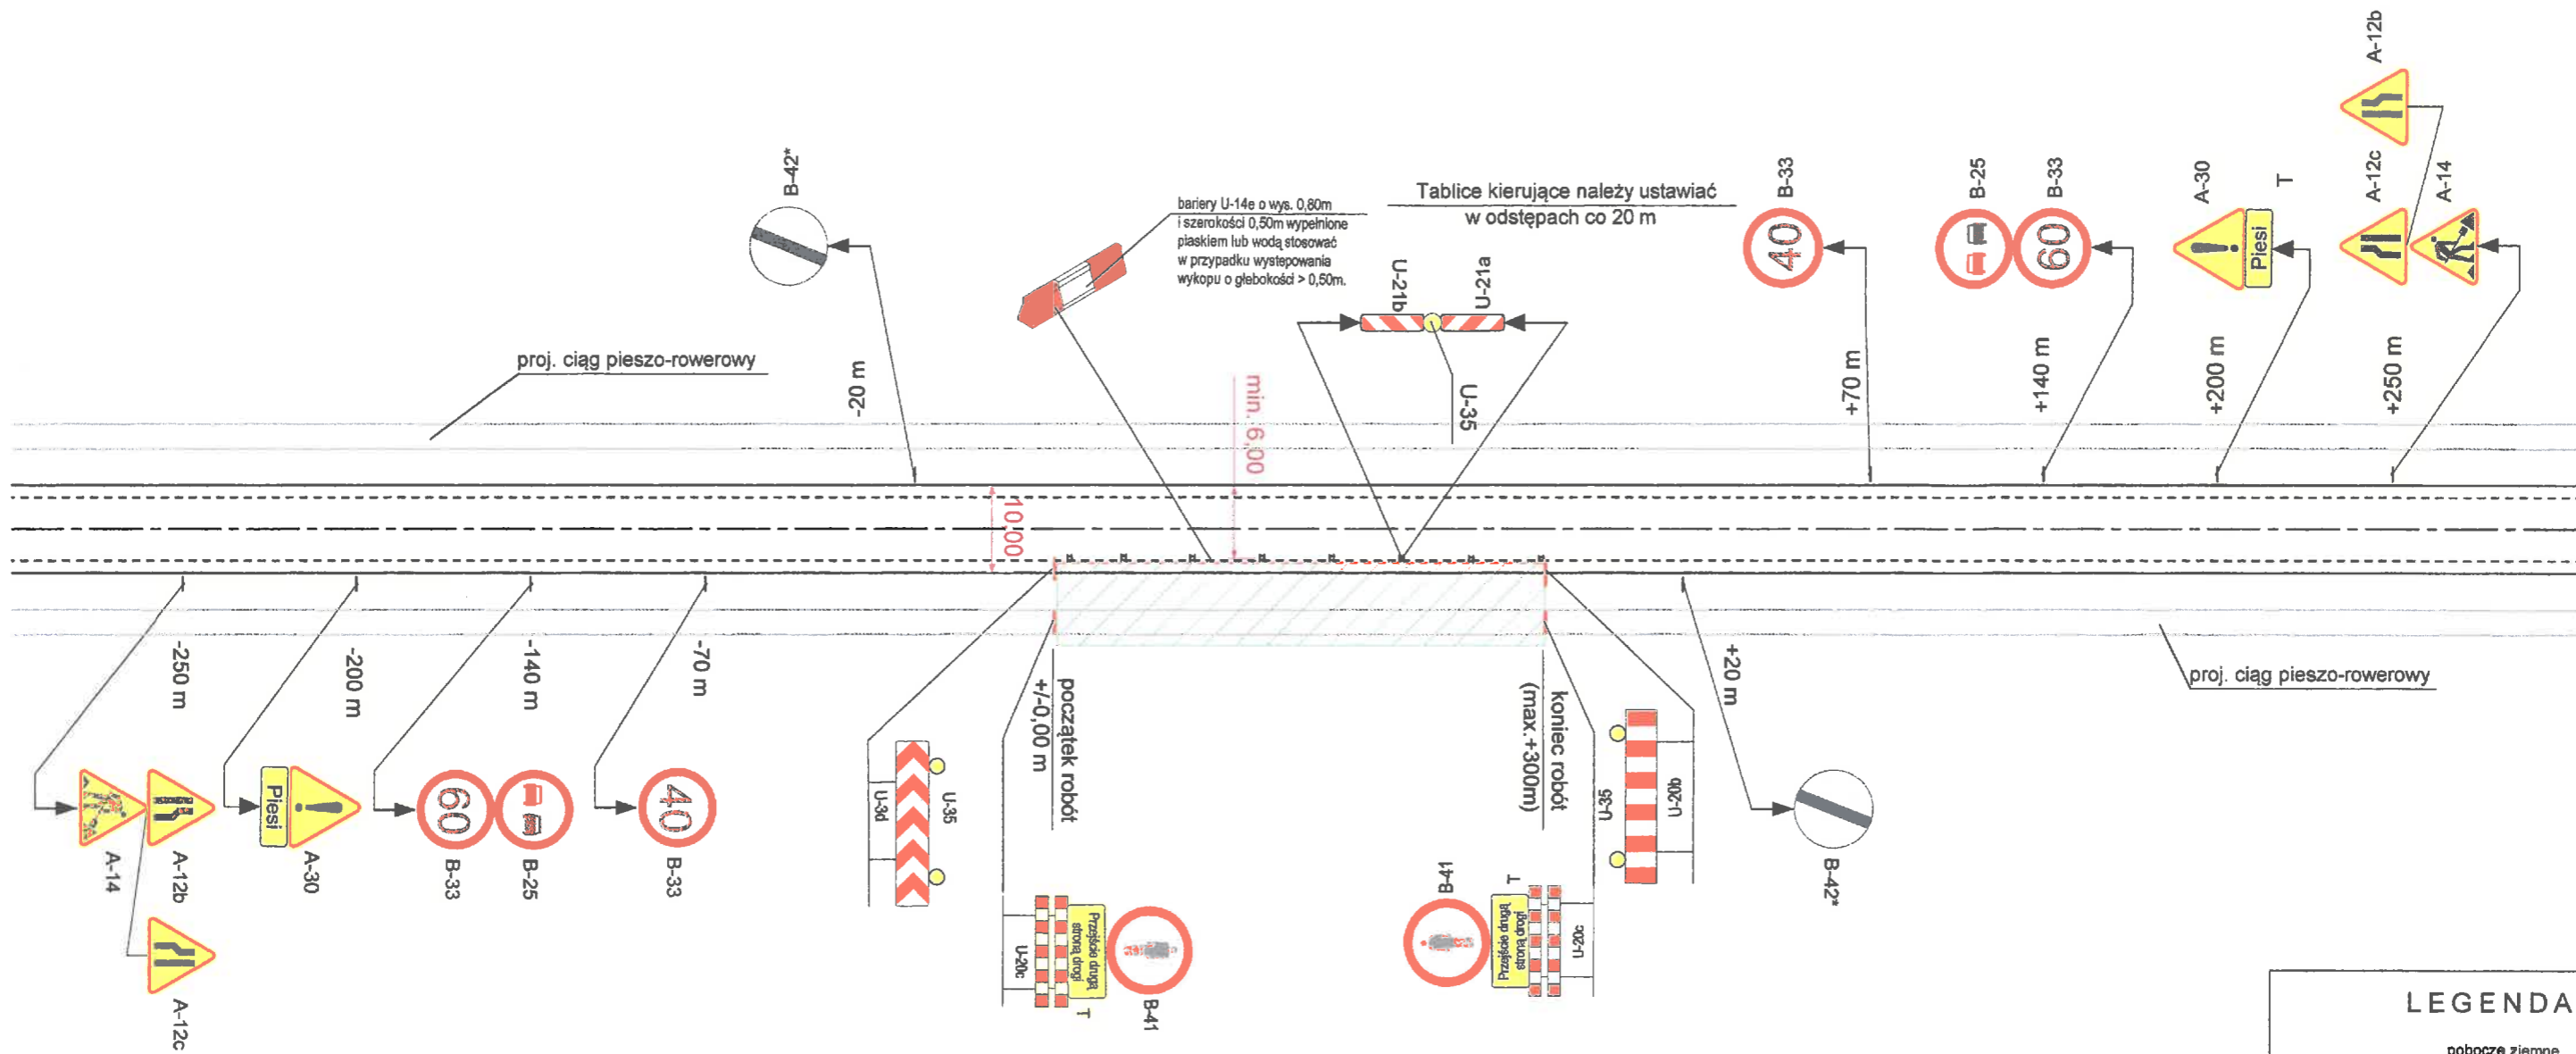 A-12b
B-42*
bariery U-14e o wys. 0,80m
i szerokości 0,50m wypełnione
piaskiem lub wodą stosować
w przypadku wystepowania
wykopu o głebokości > 0,50m.
Tablice kierujące należy ustawiać
w odstępach co 20 m
B-33
40
B-25
B-33
60
A-30
T
Piesi
A-12c
A-14
U-21b
U-21a
U-35
proj. ciąg pieszo-rowerowy
-20 m
+70 m
+140 m
+200 m
+250 m
min. 6,00
10,00
-250 m
-200 m
-140 m
-70 m
początek robót
+/-0,00 m
koniec robót
(max.+300m)
+20 m
proj. ciąg pieszo-rowerowy
A-14
A-12b
A-12c
Piesi
A-30
60
B-33
B-25
40
B-33
U-3d
U-35
U-20c
Przejście drugą
stroną drogi
T
B-41
B-41
T
Przejście drugą
stroną drogi
U-20c
U-35
U-20b
B-42*
LEGENDA
pobocze ziemne